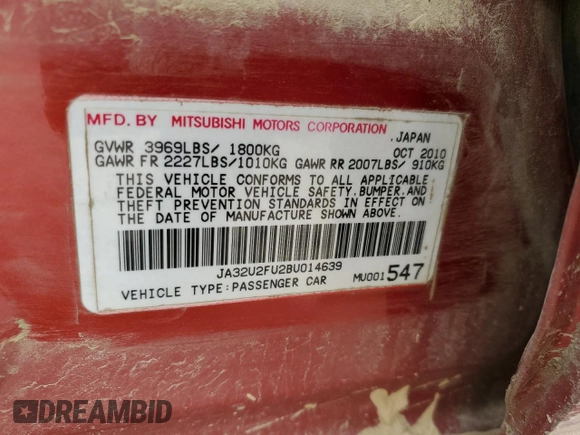 MFD. BY MITSUBISHI MOTORS CORPORATION
.JAPAN
GVWR 3969LBS/ 1800KG OCT 2010
GAWR FR 2227LBS/1010KG GAWR RR 2007LBS/ 910KG
THIS VEHICLE CONFORMS TO ALL APPLICABLE
FEDERAL MOTOR VEHICLE SAFETY,BUMPER,AND
THEFT PREVENTION STANDARDS IN EFFECT ON
THE DATE OF MANUFACTURE SHOWN ABOVE.
JA32U2FU2BU014639
VEHICLE TYPE:PASSENGER CAR MU001547
DREAMBID